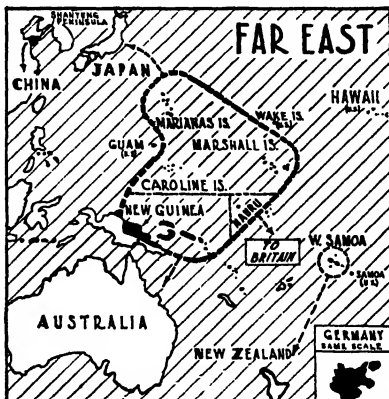 SHANTUNG
PENINSULA
FAR EAST
JAPAN
CHINA
HAWAII
(U.S)
MARIANAS IS.
WAKE IS.
(U.S)
GUAM
(U.S)
MARSHALL IS.
CAROLINE IS.
NEW GUINEA
NAURU
TO
BRITAIN
W. SAMOA
SAMOA
(U.S)
AUSTRALIA
NEW ZEALAND
GERMANY
SAME SCALE